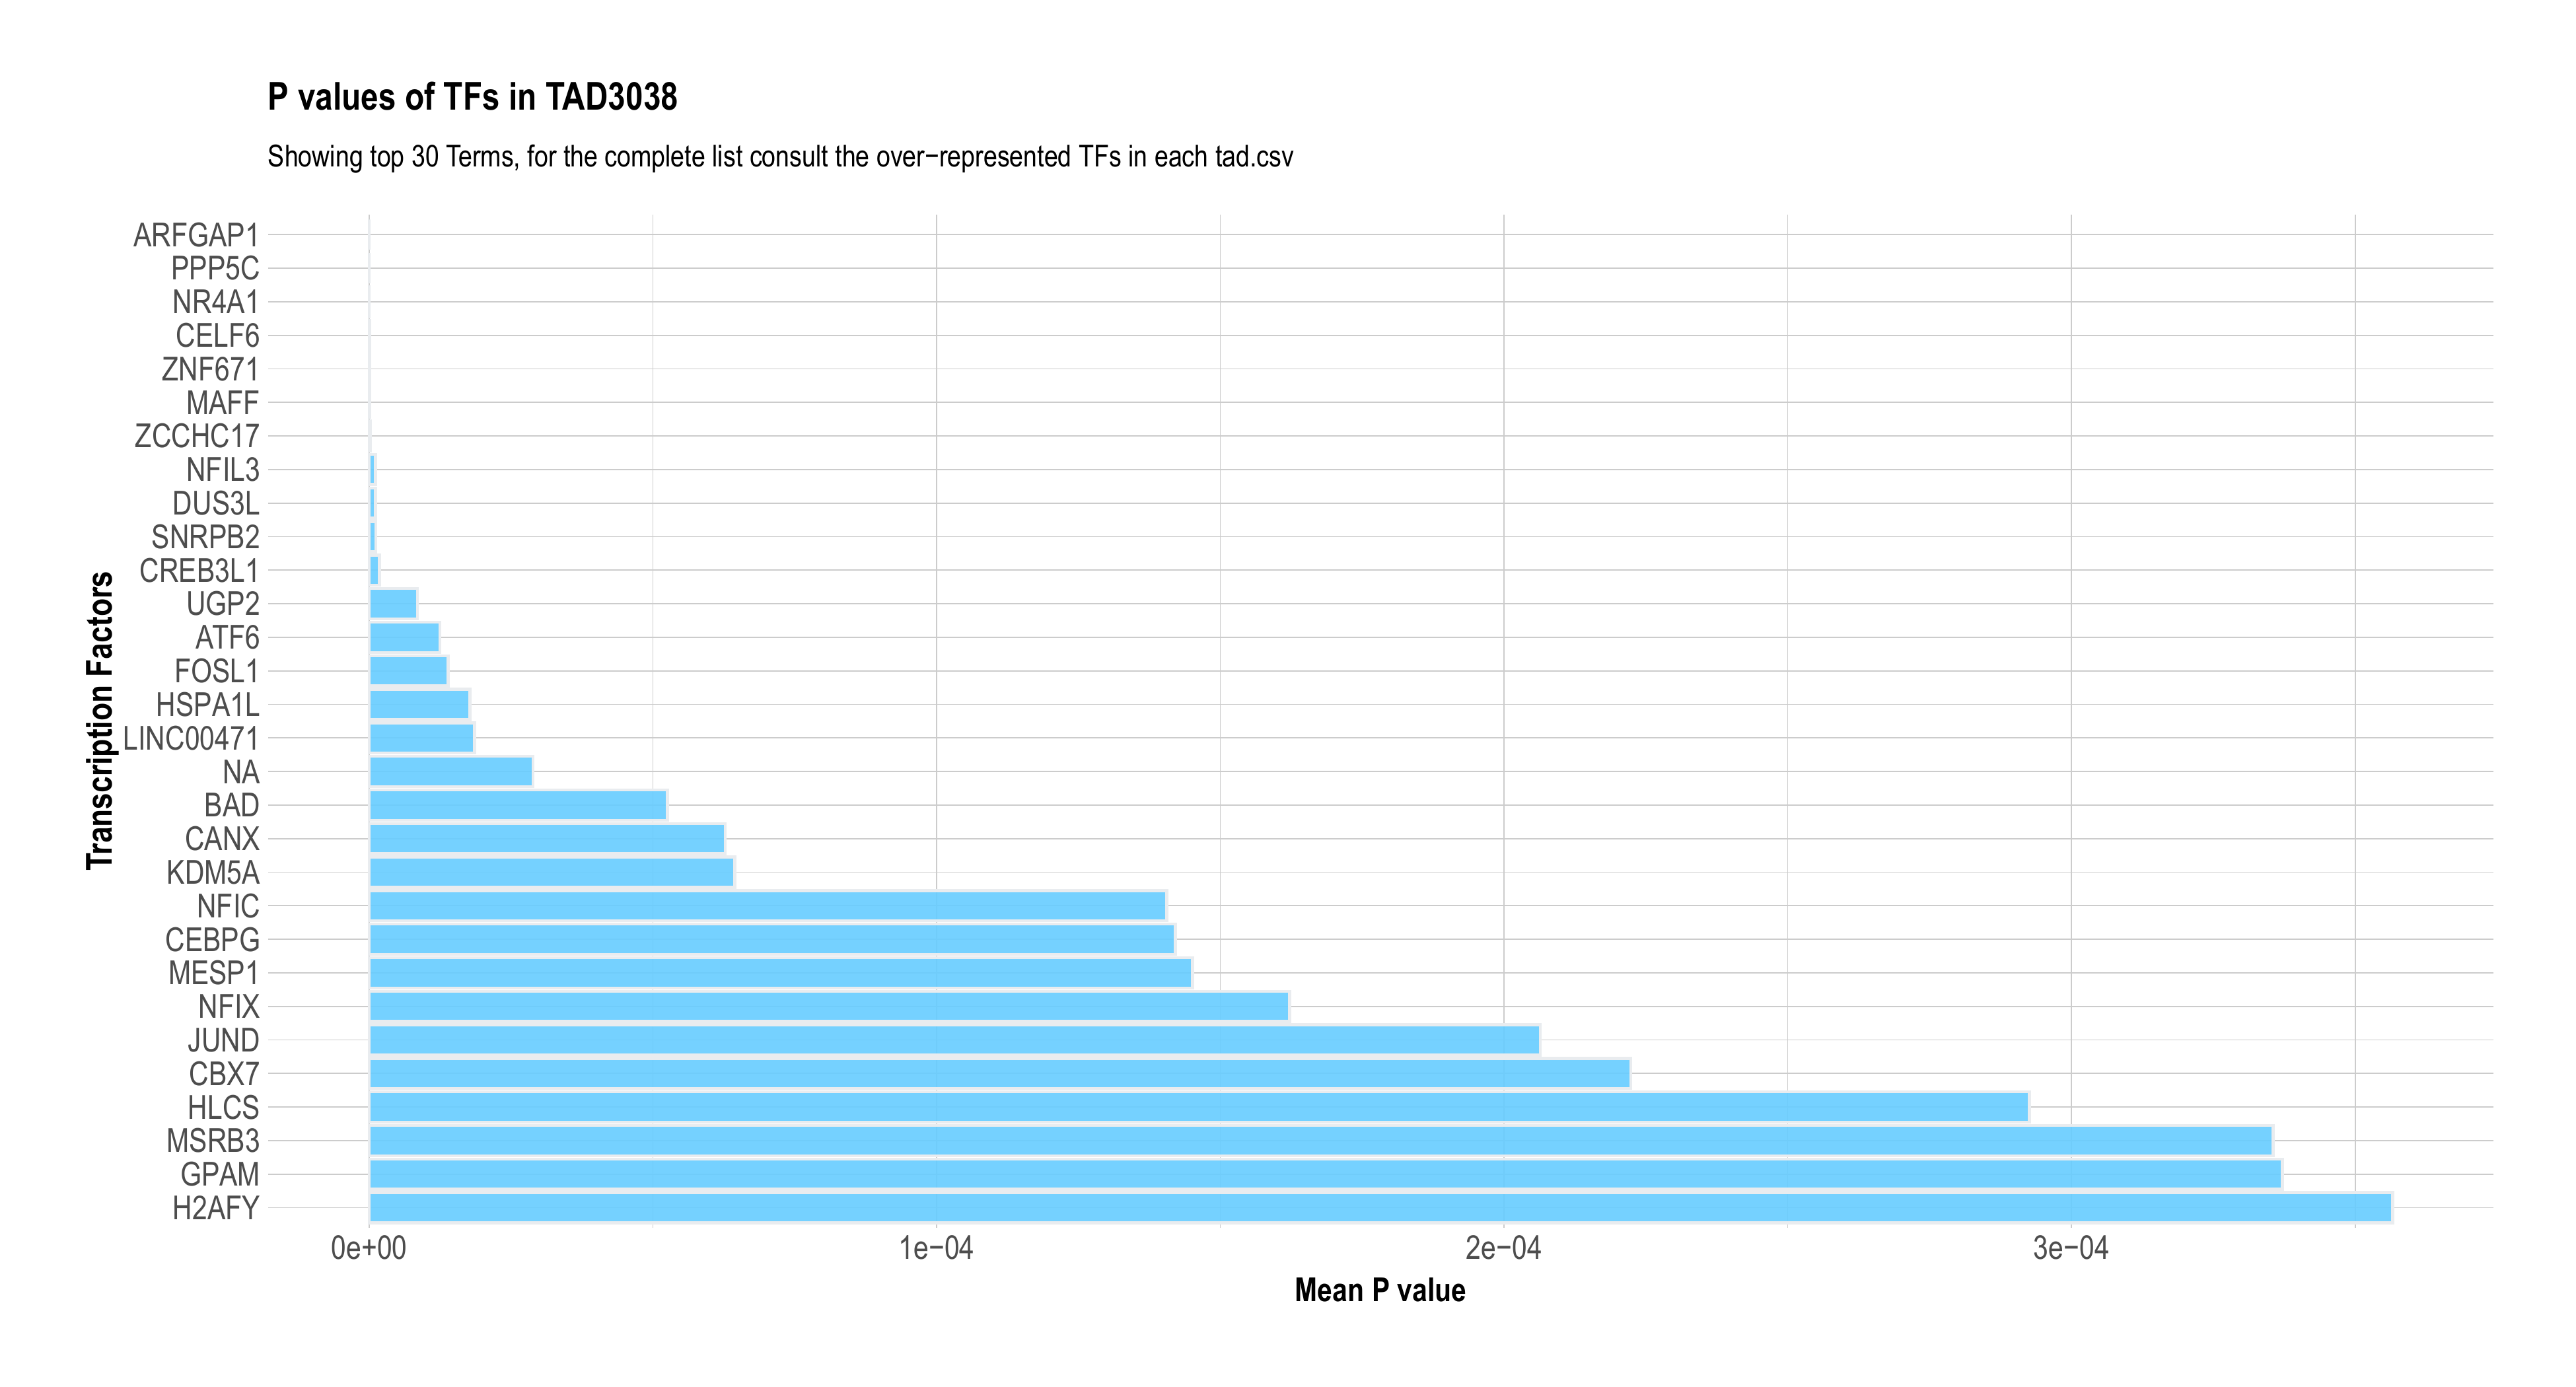 P values of TFs in TAD3038
Showing top 30 Terms, for the complete list consult the over−represented TFs in each tad.csv
Transcription Factors
ARFGAP1
PPP5C
NR4A1
CELF6
ZNF671
MAFF
ZCCHC17
NFIL3
DUS3L
SNRPB2
CREB3L1
UGP2
ATF6
FOSL1
HSPA1L
LINC00471
NA
BAD
CANX
KDM5A
NFIC
CEBPG
MESP1
NFIX
JUND
CBX7
HLCS
MSRB3
GPAM
H2AFY
0e+00 1e−04 2e−04 3e−04
Mean P value